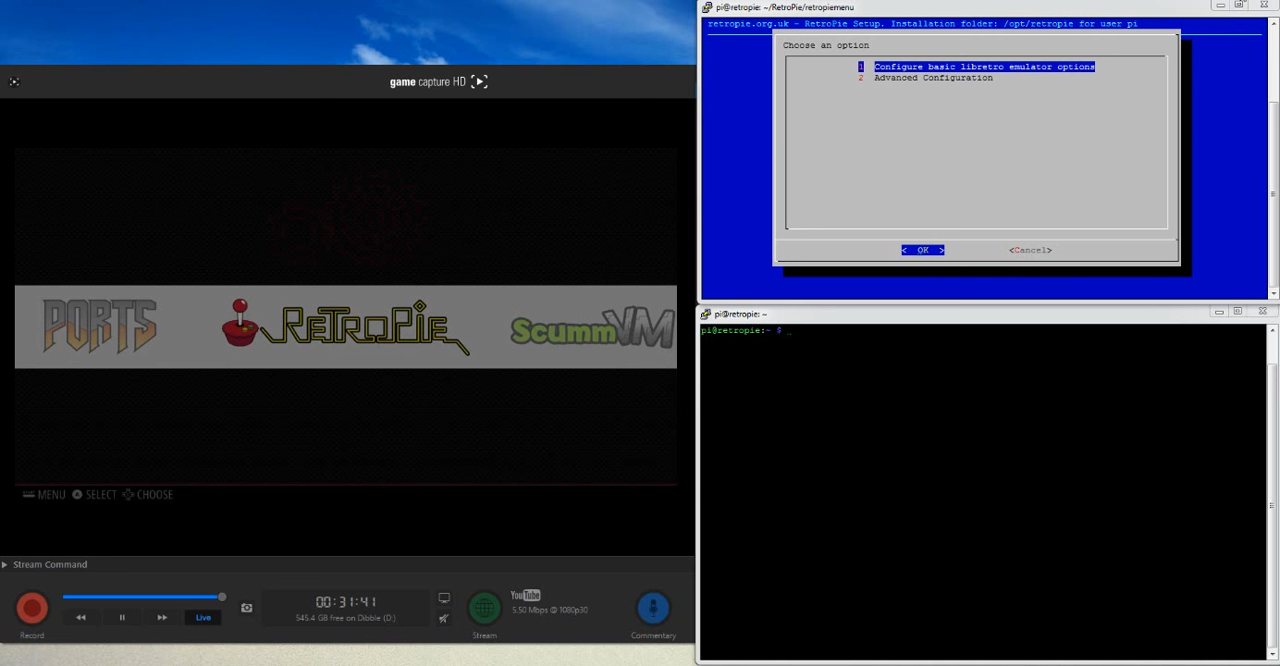 game capture HD
PORTS
RETROPIE
ScummVM
MENU SELECT CHOOSE
Stream Command
Record
Live
00:31:41
545.4 GB free on Dibble (D:)
Stream
YouTube
5.50 Mbps @ 1080p30
Commentary
pi@retropie: ~/RetroPie/retropiemenu
retropie.org.uk - RetroPie Setup. Installation folder: /opt/retropie for user pi
Choose an option
1 Configure basic libretro emulator options
2 Advanced Configuration
< OK >
<Cancel>
pi@retropie: ~
pi@retropie:~ $ _